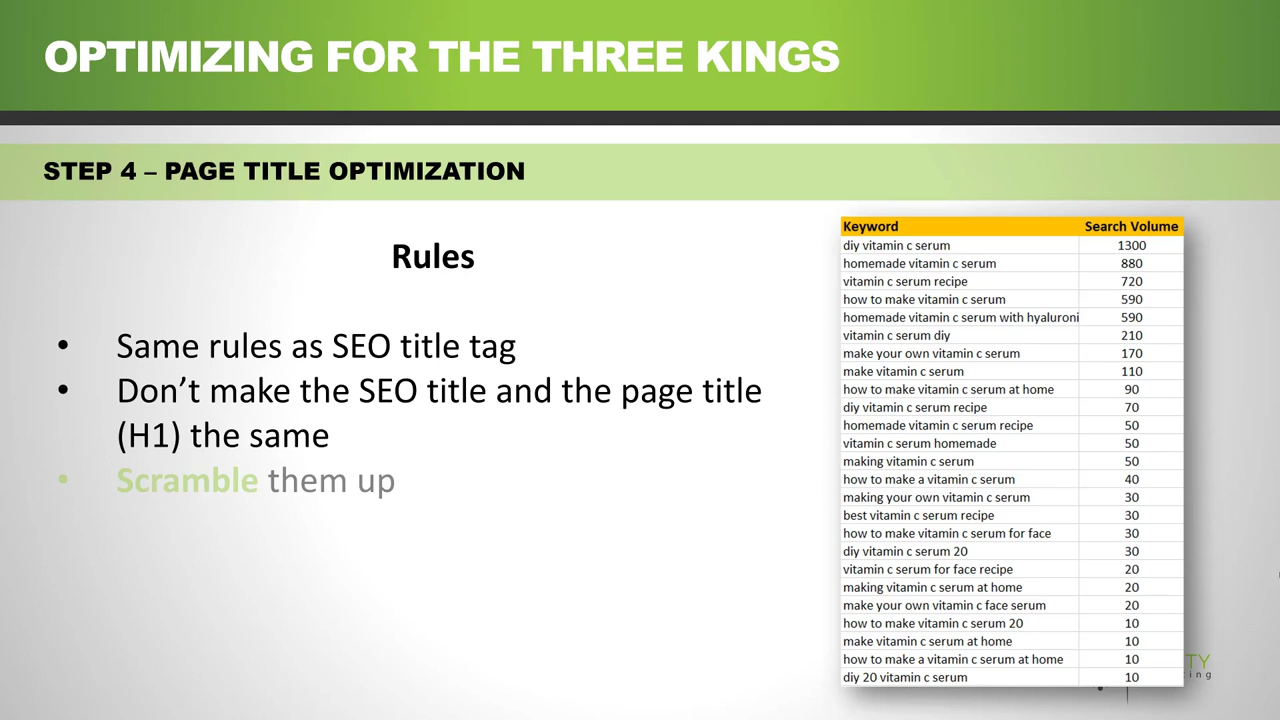 OPTIMIZING FOR THE THREE KINGS
STEP 4 – PAGE TITLE OPTIMIZATION
Rules
• Same rules as SEO title tag
• Don’t make the SEO title and the page title
(H1) the same
• Scramble them up
Keyword Search Volume
diy vitamin c serum 1300
homemade vitamin c serum 880
vitamin c serum recipe 720
how to make vitamin c serum 590
homemade vitamin c serum with hyaluroni 590
vitamin c serum diy 210
make your own vitamin c serum 170
make vitamin c serum 110
how to make vitamin c serum at home 90
diy vitamin c serum recipe 70
homemade vitamin c serum recipe 50
vitamin c serum homemade 50
making vitamin c serum 50
how to make a vitamin c serum 40
making your own vitamin c serum 30
best vitamin c serum recipe 30
how to make vitamin c serum for face 30
diy vitamin c serum 20 30
vitamin c serum for face recipe 20
making vitamin c serum at home 20
make your own vitamin c face serum 20
how to make vitamin c serum 20 10
make vitamin c serum at home 10
how to make a vitamin c serum at home 10
diy 20 vitamin c serum 10
TY
ing